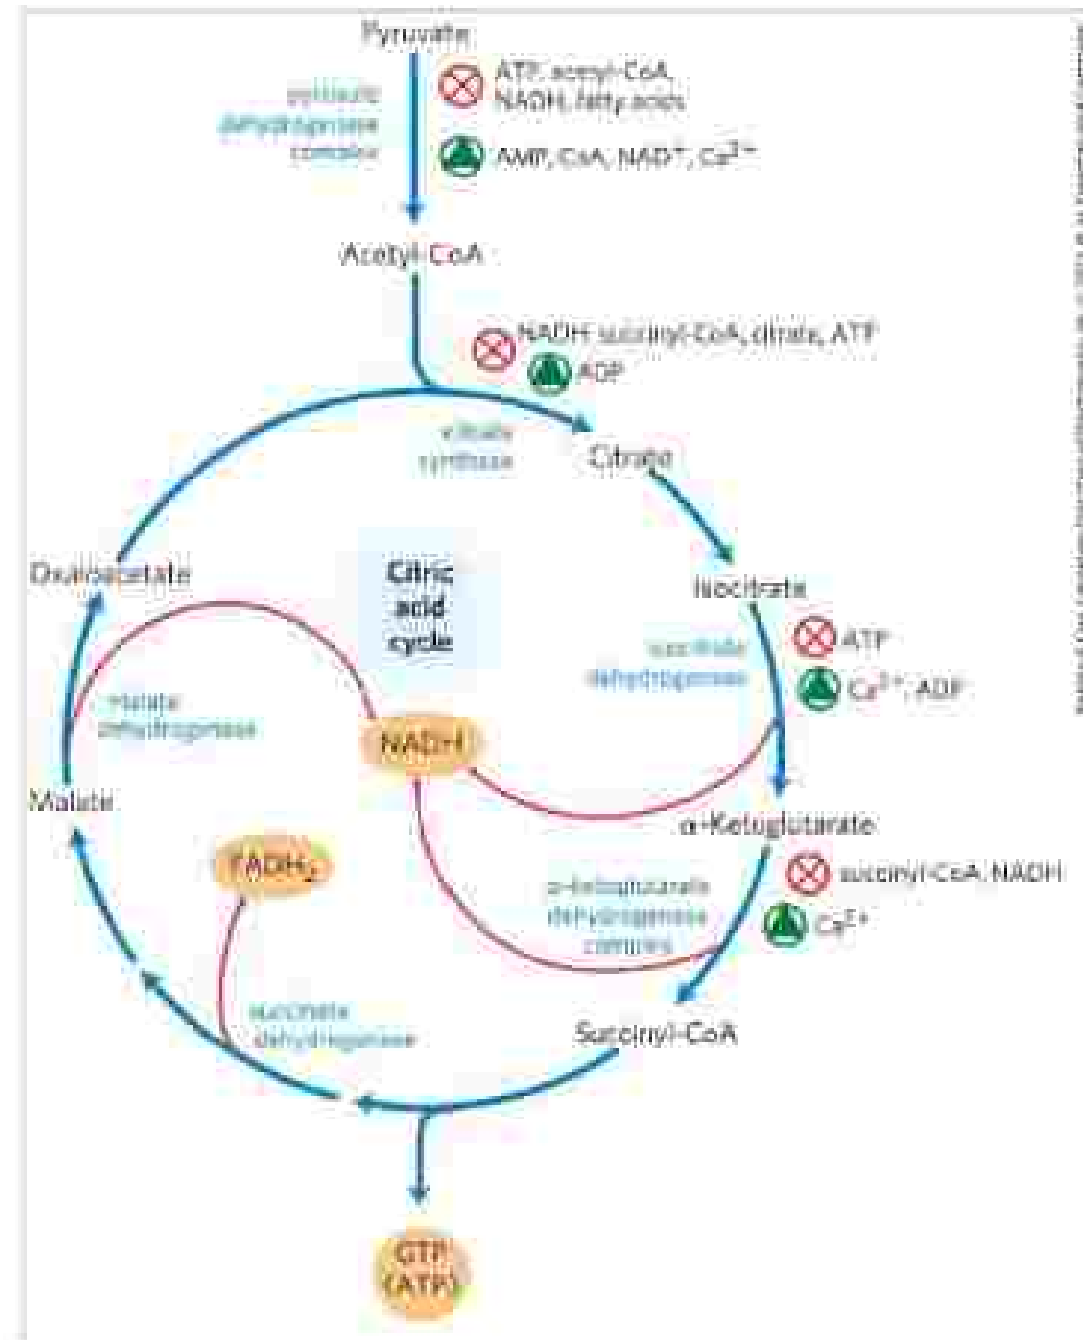 Pyruvate
ATP, acetyl-CoA,
NADH, fatty acids
pyruvate
dehydrogenase
complex
AMP, CoA, NAD⁺, Ca²⁺
Acetyl-CoA
NADH, succinyl-CoA, citrate, ATP
ADP
citrate
synthase
Citrate
Oxaloacetate
Citric
acid
cycle
Isocitrate
isocitrate
dehydrogenase
ATP
Ca²⁺, ADP
malate
dehydrogenase
NADH
Malate
α-Ketoglutarate
FADH₂
succinyl-CoA, NADH
α-ketoglutarate
dehydrogenase
complex
Ca²⁺
succinate
dehydrogenase
Succinyl-CoA
GTP
(ATP)